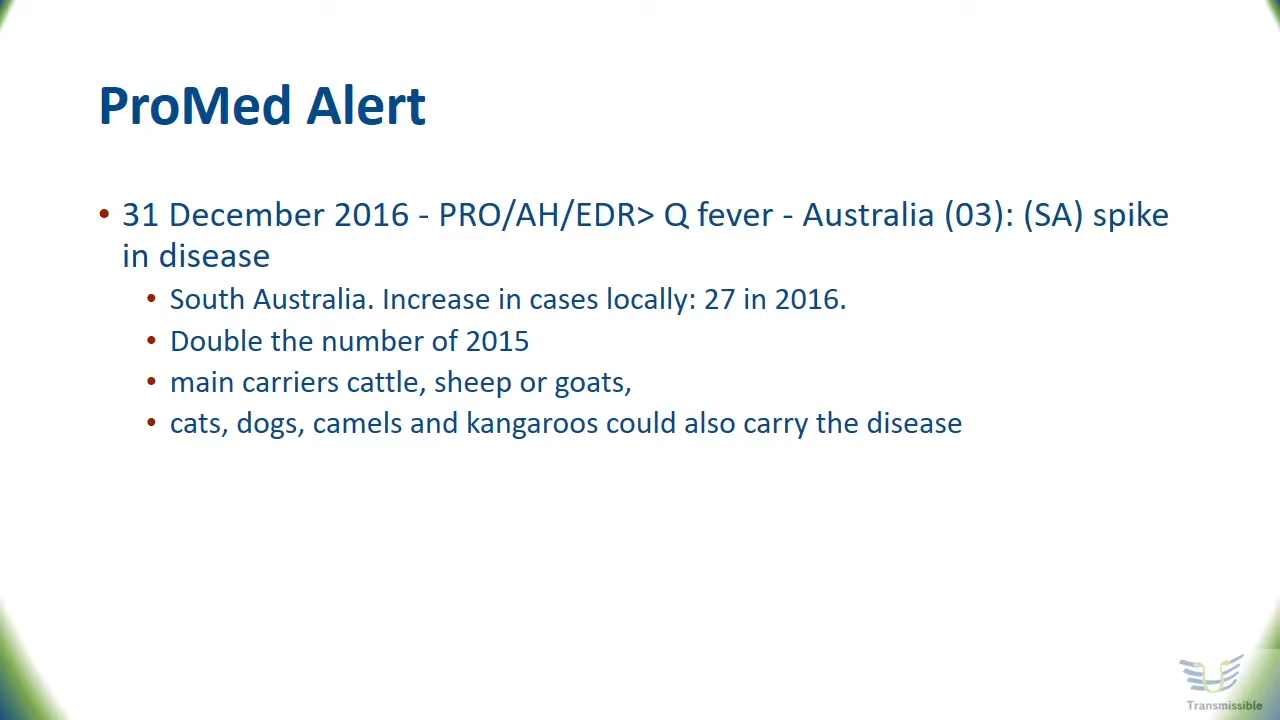 ProMed Alert
• 31 December 2016 - PRO/AH/EDR> Q fever - Australia (03): (SA) spike
in disease
• South Australia. Increase in cases locally: 27 in 2016.
• Double the number of 2015
• main carriers cattle, sheep or goats,
• cats, dogs, camels and kangaroos could also carry the disease
Transmissible